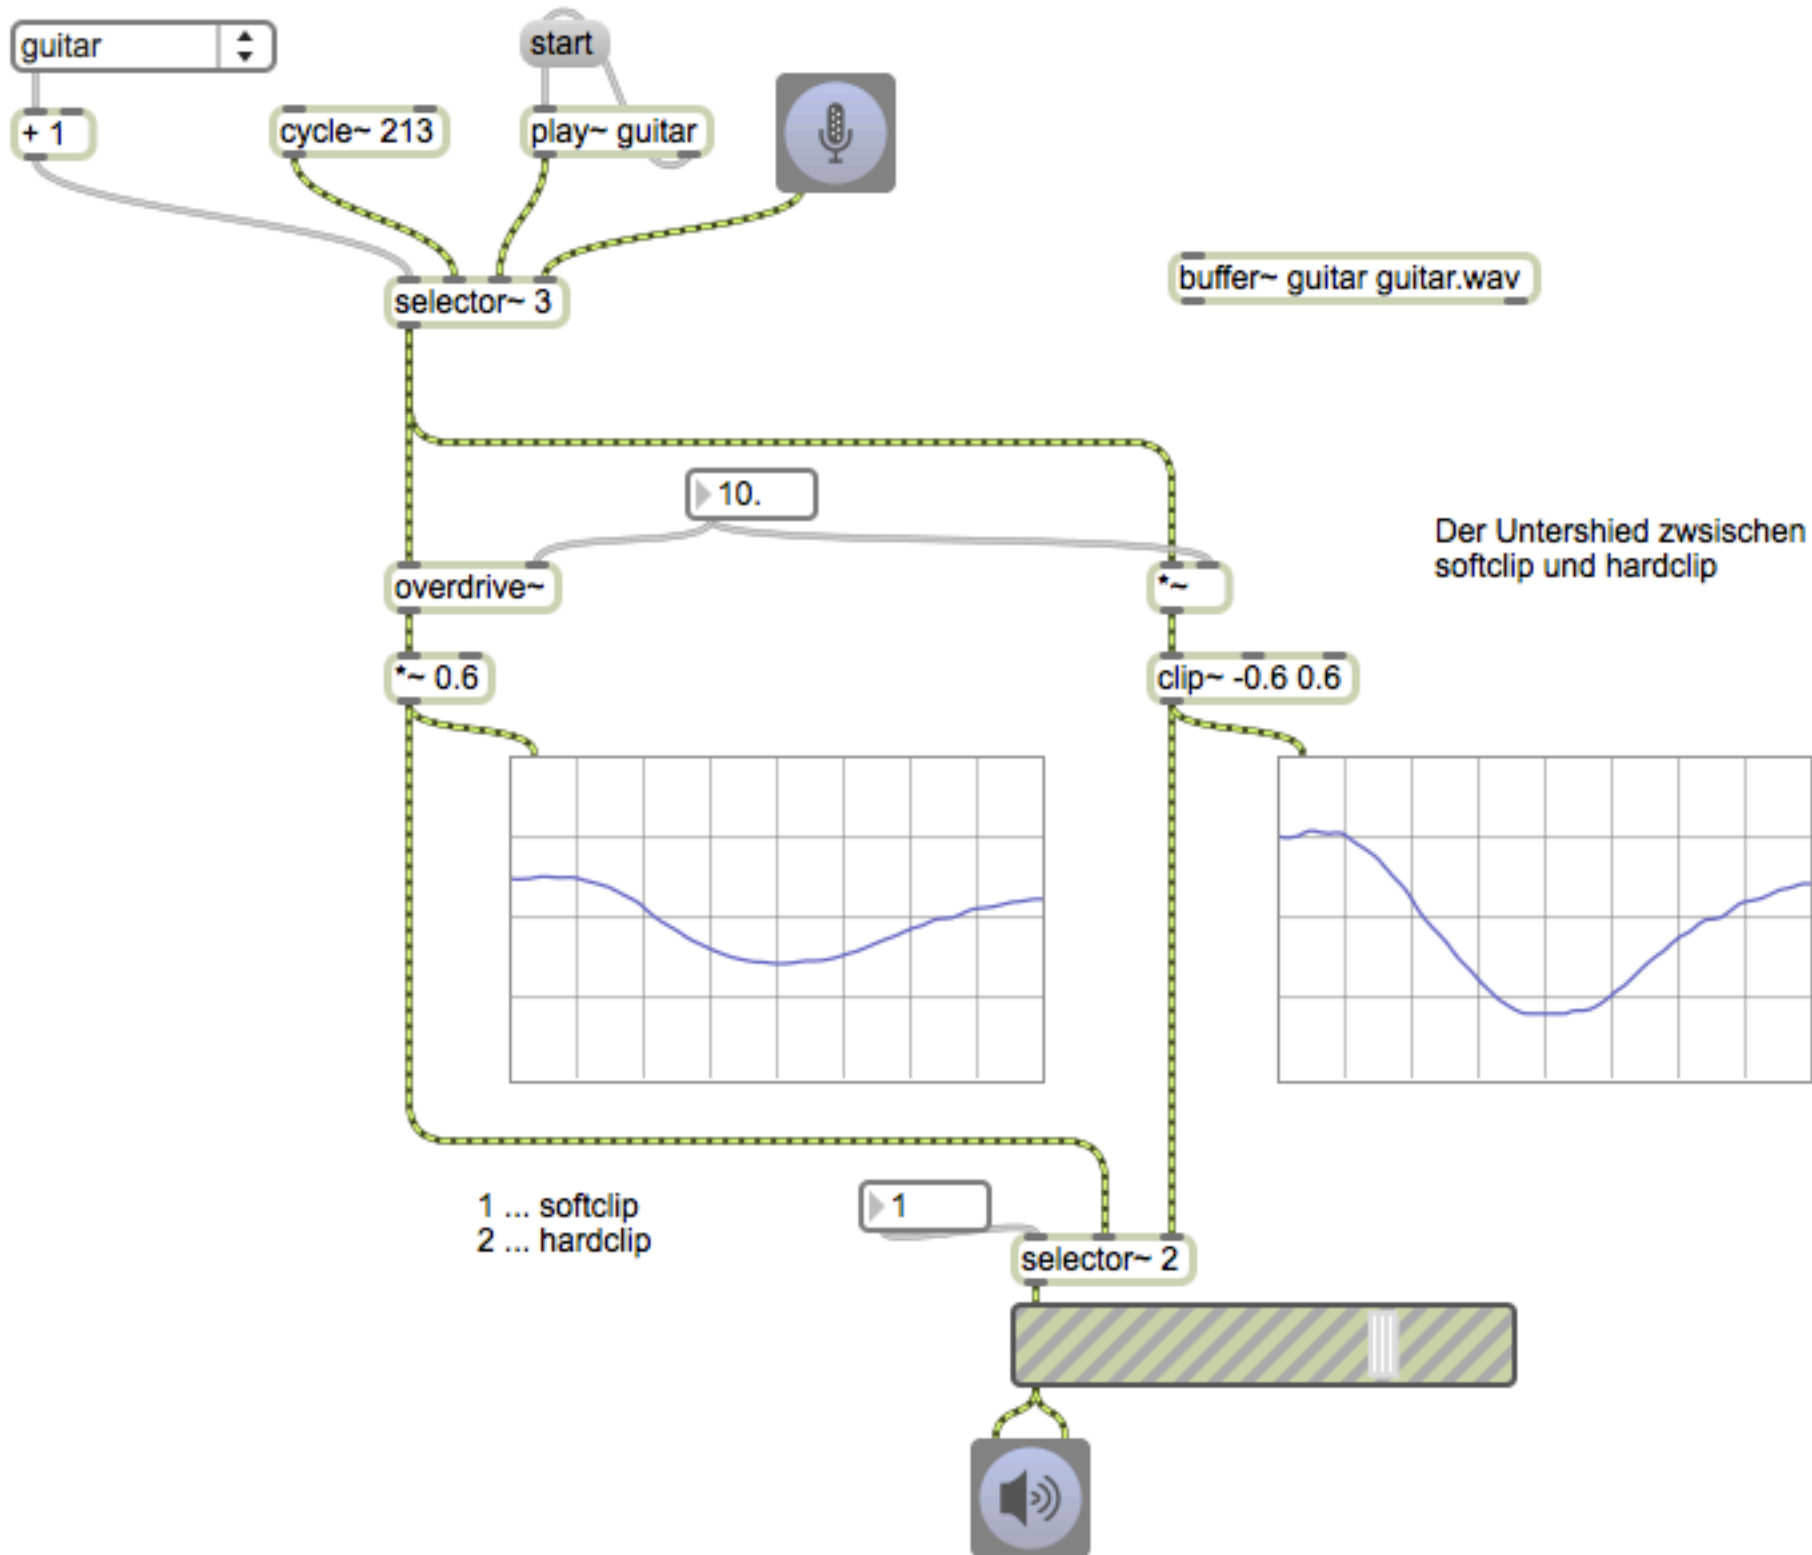 guitar
start
+ 1
cycle~ 213
play~ guitar
selector~ 3
buffer~ guitar guitar.wav
10.
Der Untershied zwsischen
softclip und hardclip
overdrive~
*~
*~ 0.6
clip~ -0.6 0.6
1 ... softclip
2 ... hardclip
1
selector~ 2